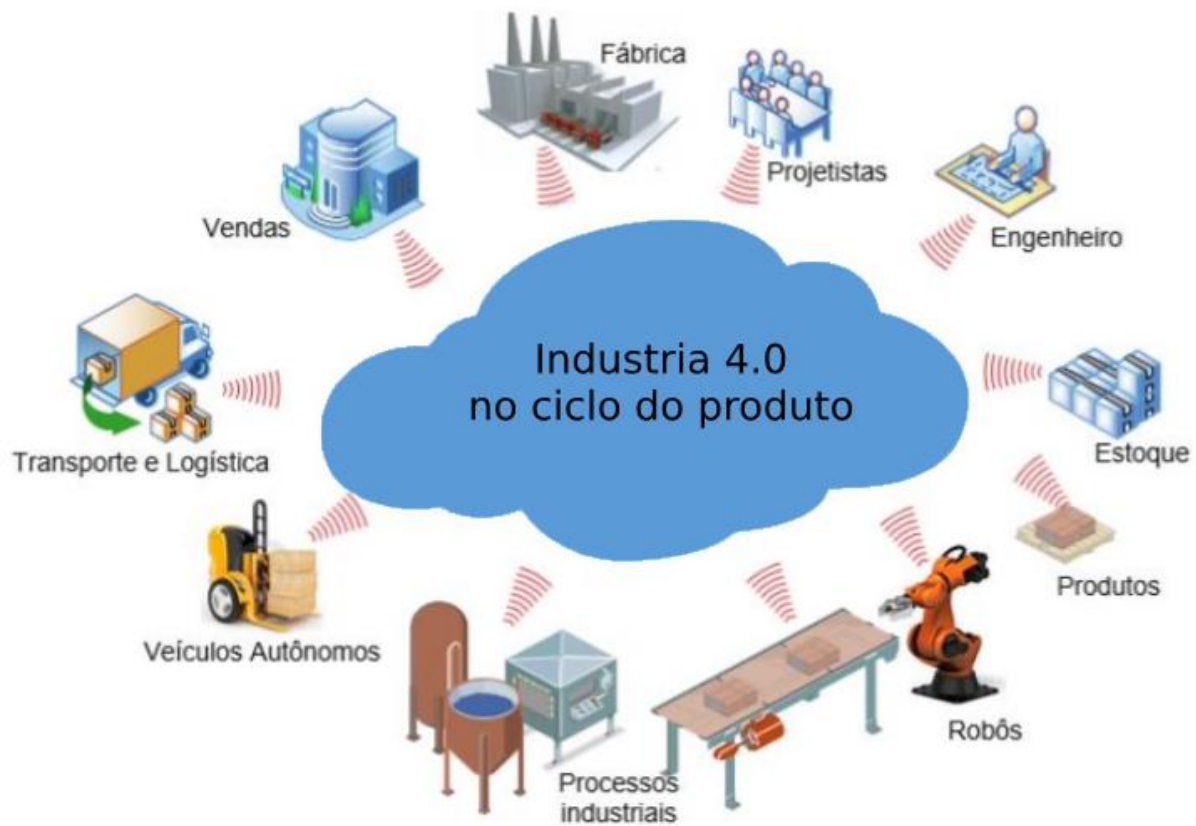 Fábrica
Projetistas
Vendas
Engenheiro
Industria 4.0
no ciclo do produto
Estoque
Transporte e Logística
Produtos
Veículos Autônomos
Robôs
Processos
industriais